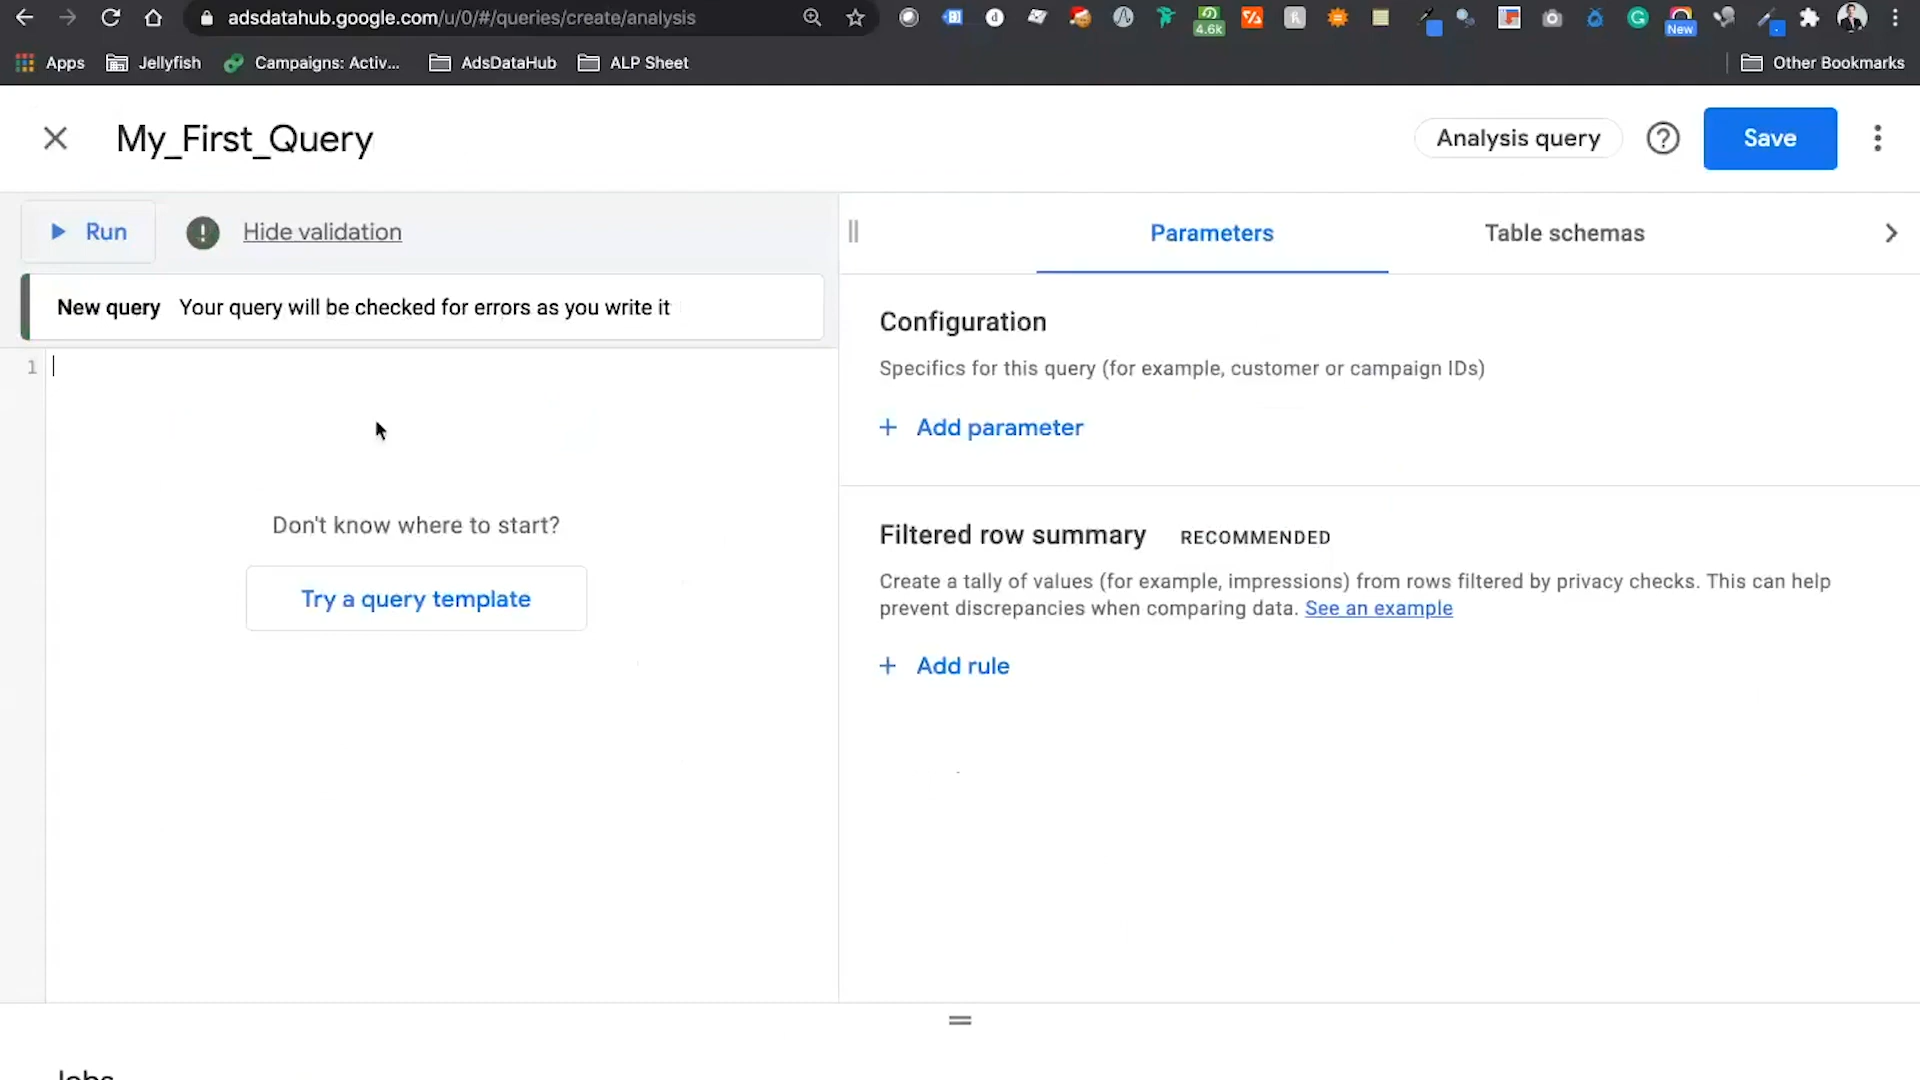 adsdatahub.google.com/u/0/#/queries/create/analysis
4.6k
New
Apps
Jellyfish
Campaigns: Activ...
AdsDataHub
ALP Sheet
Other Bookmarks
My_First_Query
Analysis query
Save
Run
Hide validation
Parameters
Table schemas
New query Your query will be checked for errors as you write it
1
Don't know where to start?
Try a query template
Configuration
Specifics for this query (for example, customer or campaign IDs)
+ Add parameter
Filtered row summary RECOMMENDED
Create a tally of values (for example, impressions) from rows filtered by privacy checks. This can help
prevent discrepancies when comparing data. See an example
+ Add rule
Jobs